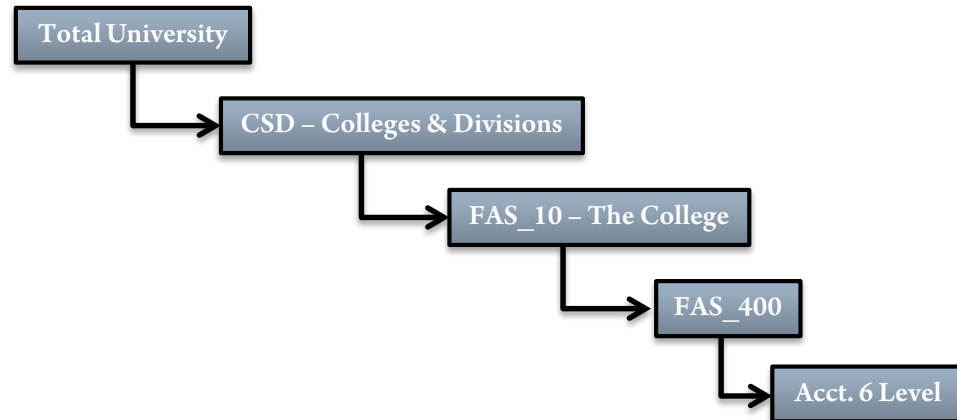 Total University
CSD – Colleges & Divisions
FAS_10 – The College
FAS_400
Acct. 6 Level